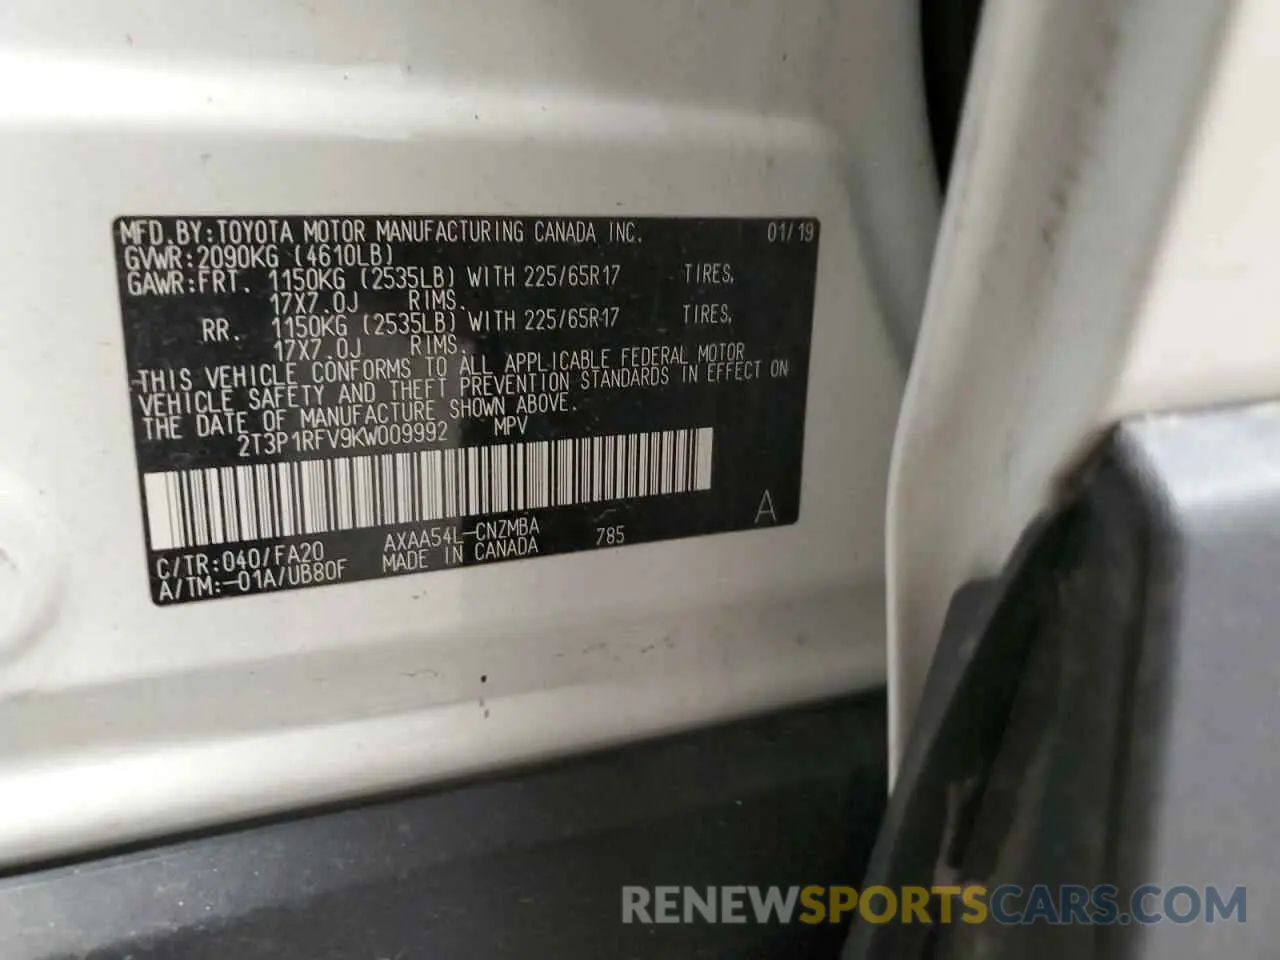 MFD.BY:TOYOTA MOTOR MANUFACTURING CANADA INC. 01/19
GVWR:2090KG (4610LB)
GAWR:FRT. 1150KG (2535LB) WITH 225/65R17 TIRES,
17X7.0J RIMS.
RR. 1150KG (2535LB) WITH 225/65R17 TIRES,
17X7.0J RIMS.
THIS VEHICLE CONFORMS TO ALL APPLICABLE FEDERAL MOTOR
VEHICLE SAFETY AND THEFT PREVENTION STANDARDS IN EFFECT ON
THE DATE OF MANUFACTURE SHOWN ABOVE.
2T3P1RFV9KW009992 MPV
A
C/TR:040/FA20 AXAA54L-CNZMBA 785
A/TM:-01A/UB80F MADE IN CANADA
RENEWSPORTSCARS.COM